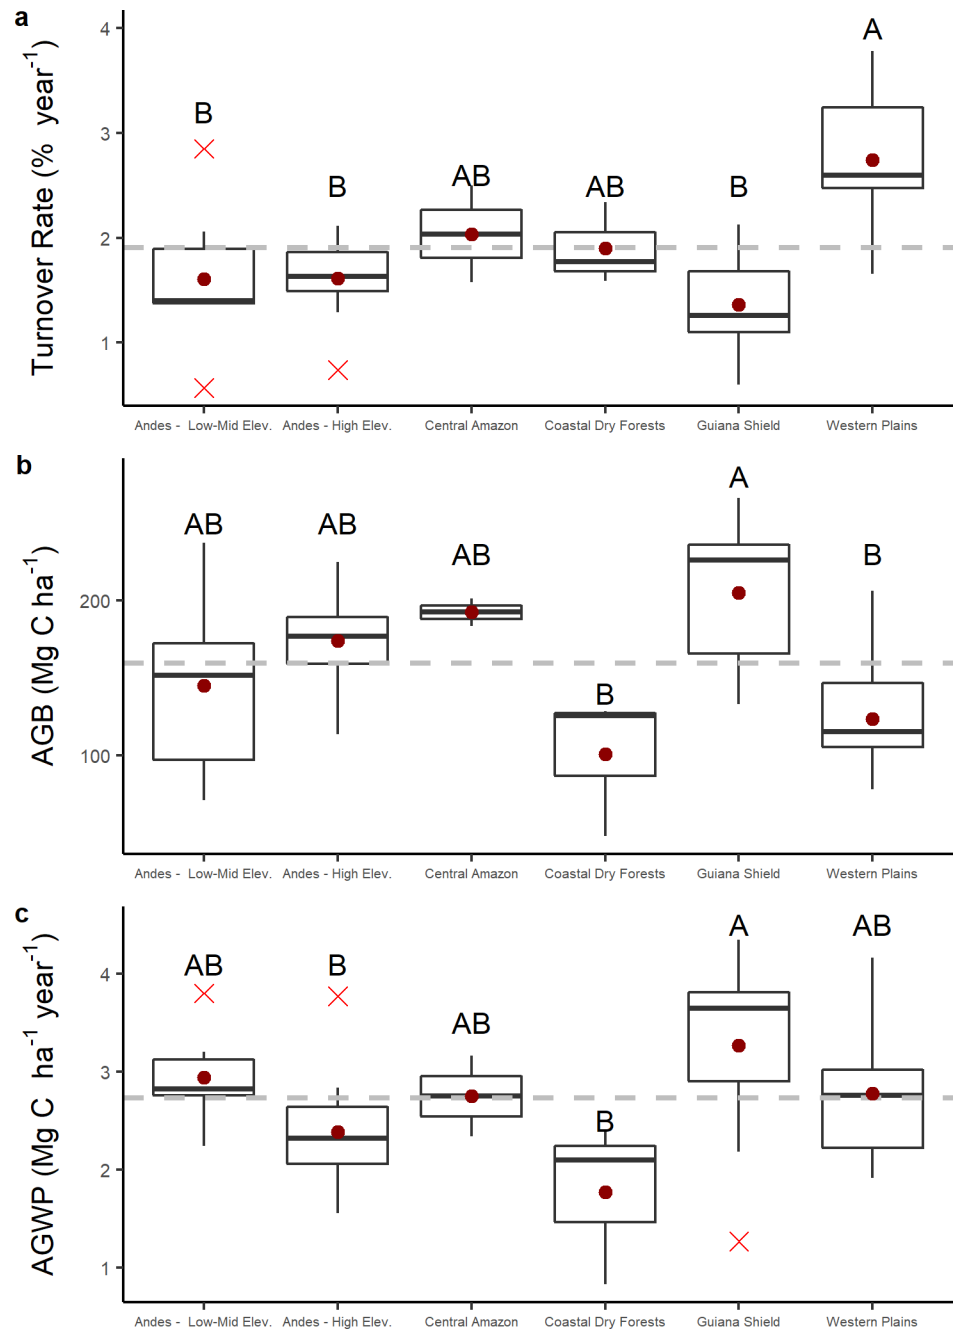 a
Turnover Rate (% year⁻¹)
4
3
2
1
B
B
AB
AB
B
A
Andes - Low-Mid Elev.
Andes - High Elev.
Central Amazon
Coastal Dry Forests
Guiana Shield
Western Plains
b
AGB (Mg C ha⁻¹)
200
100
AB
AB
AB
B
A
B
Andes - Low-Mid Elev.
Andes - High Elev.
Central Amazon
Coastal Dry Forests
Guiana Shield
Western Plains
c
AGWP (Mg C ha⁻¹ year⁻¹)
4
3
2
1
AB
B
AB
B
A
AB
Andes - Low-Mid Elev.
Andes - High Elev.
Central Amazon
Coastal Dry Forests
Guiana Shield
Western Plains